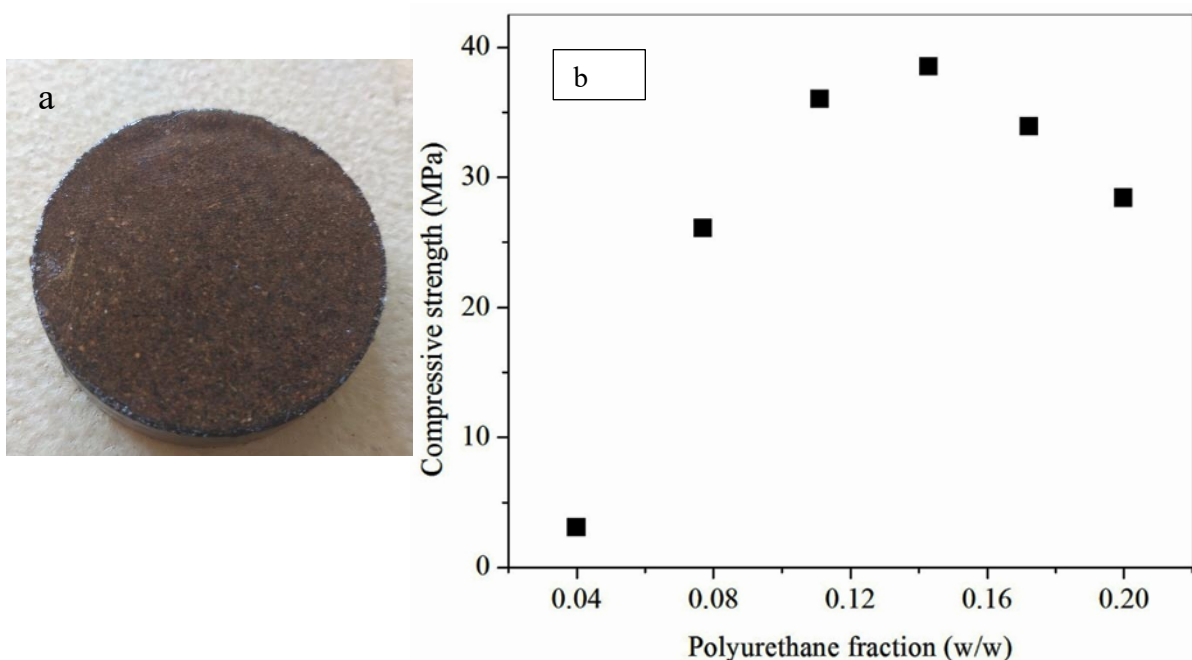 a
b
40
30
20
10
0
Compressive strength (MPa)
0.04 0.08 0.12 0.16 0.20
Polyurethane fraction (w/w)